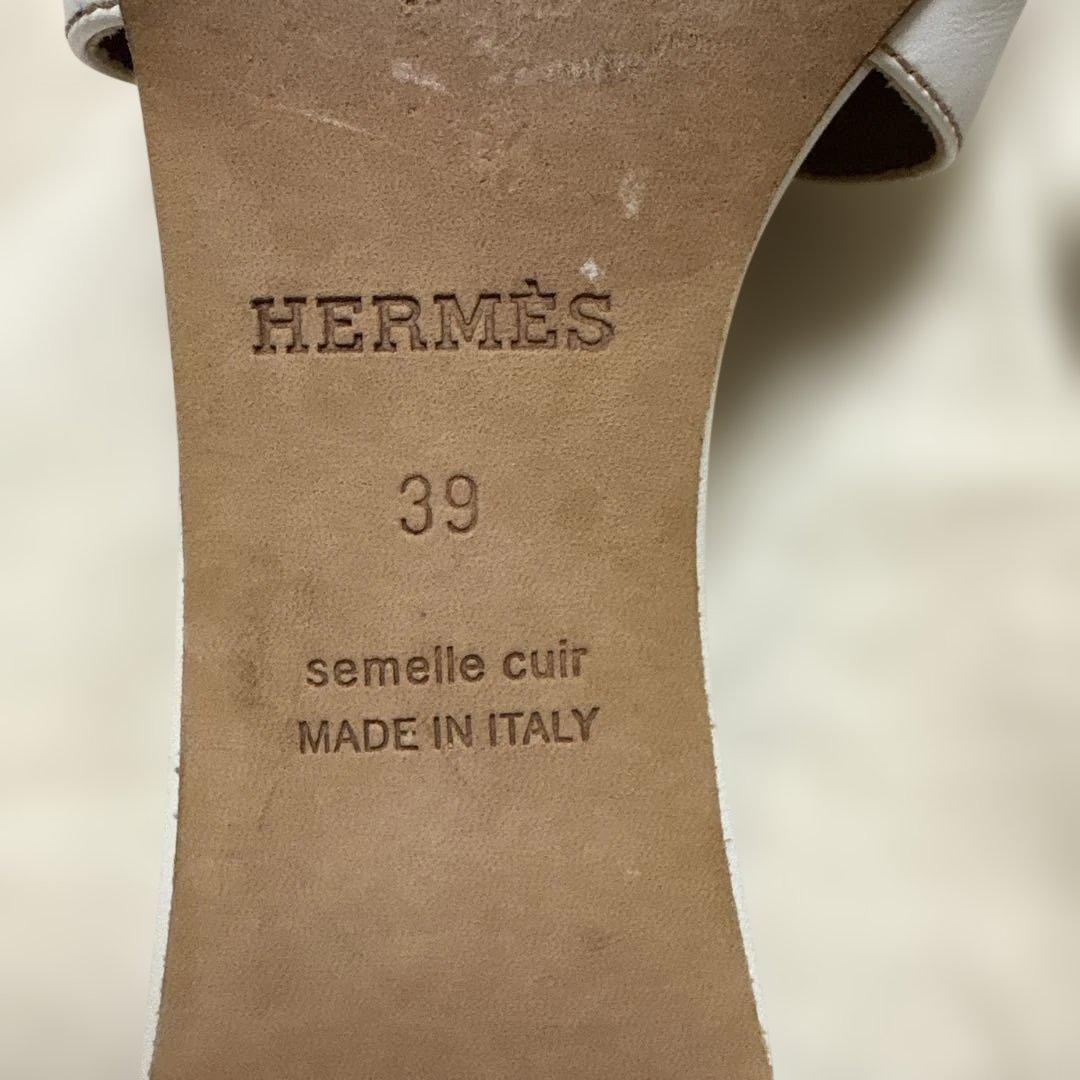 HERMÈS
39
semelle cuir
MADE IN ITALY